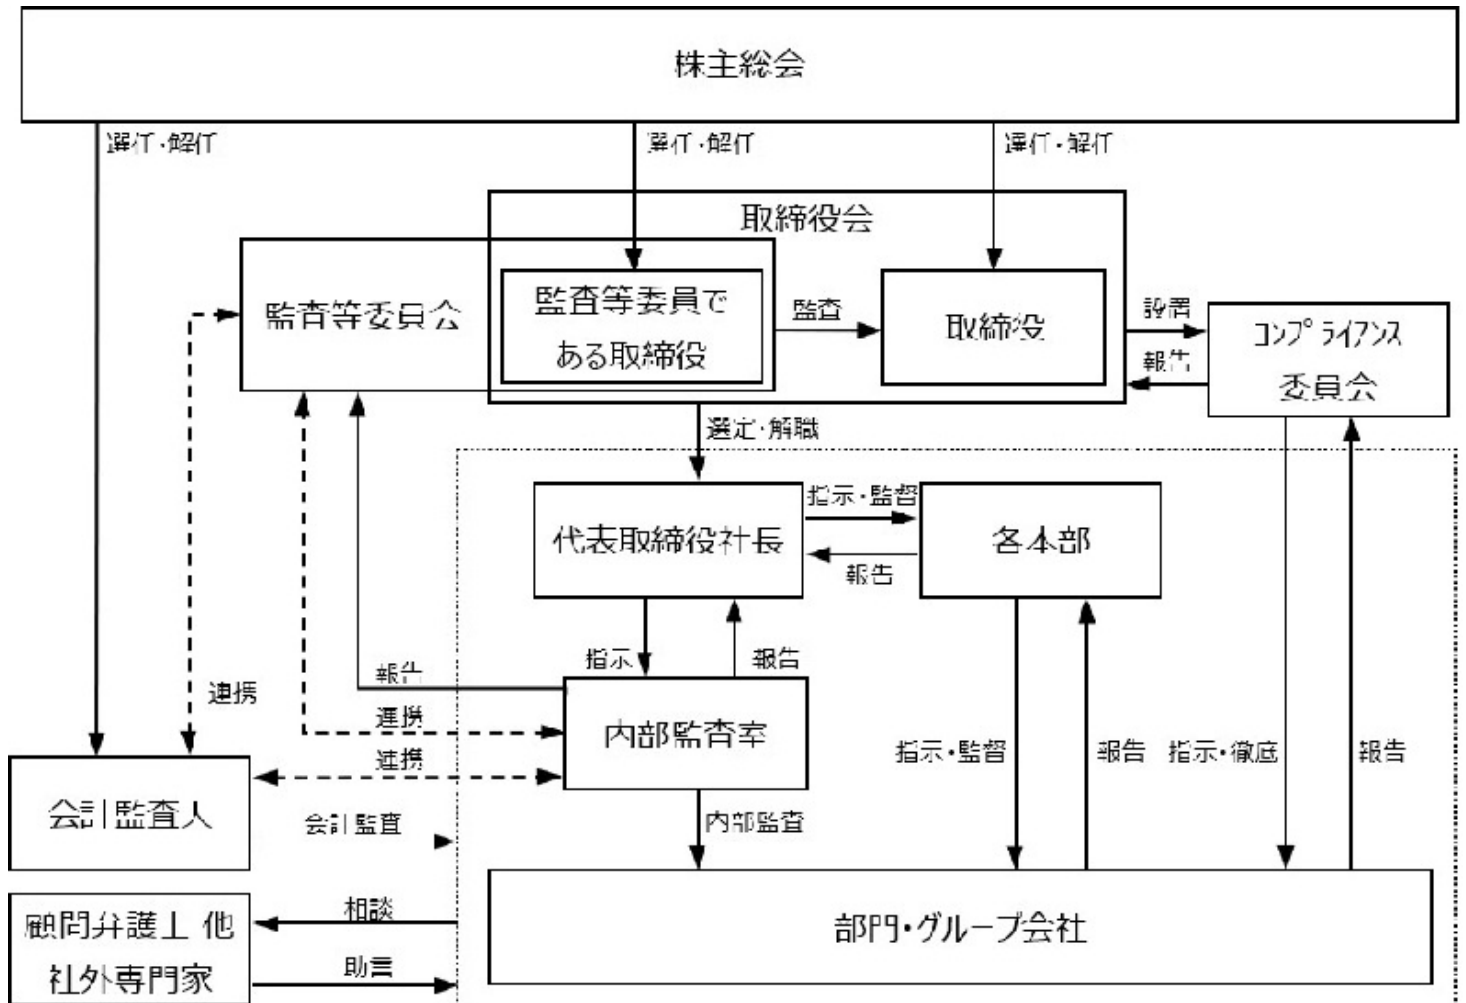 株主総会
選任・解任
選任・解任
選任・解任
取締役会
監査等委員会
監査等委員で
ある取締役
監査
取締役
設置
報告
コンプライアンス
委員会
選定・解職
代表取締役社長
指示・監督
報告
各本部
指示
報告
報告
連携
連携
連携
内部監査室
指示・監督
報告
指示・徹底
報告
会計監査人
会計監査
内部監査
顧問弁護士 他
社外専門家
相談
助言
部門・グループ会社